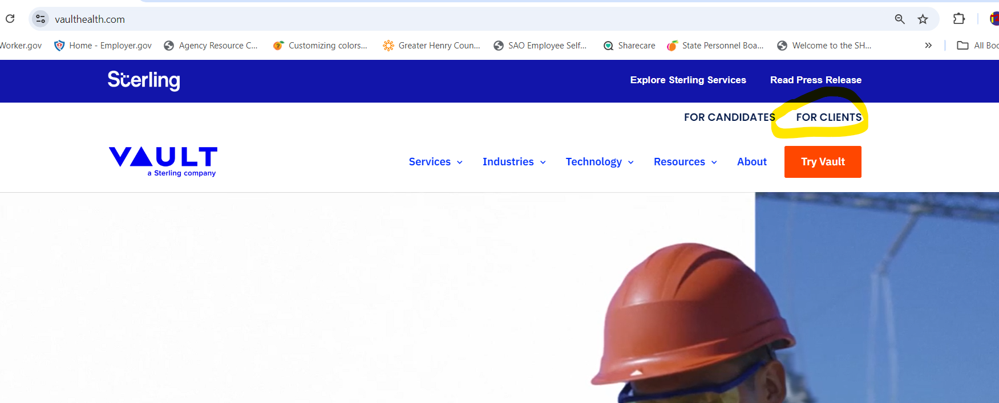 vaulthealth.com
Worker.gov Home - Employer.gov Agency Resource C... Customizing colors... Greater Henry Coun... SAO Employee Self... Sharecare State Personnel Boa... Welcome to the SH... » All Boo
Sterling Explore Sterling Services Read Press Release
FOR CANDIDATES FOR CLIENTS
VAULT Services Industries Technology Resources About Try Vault
a Sterling company